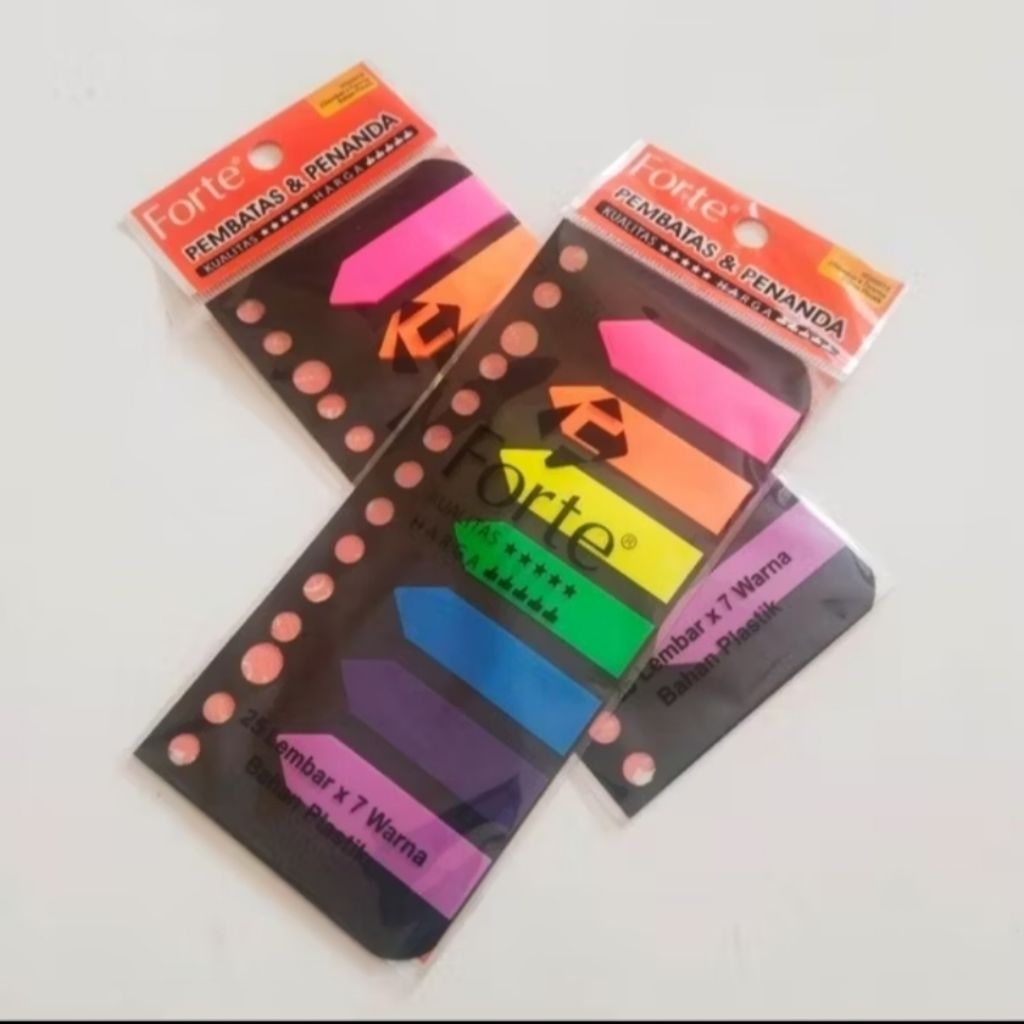 Forte®
PEMBATAS & PENANDA
KUALITAS ★★★★★ HARGA
Forte®
PEMBATAS & PENANDA
KUALITAS ★★★★★ HARGA
Forte®
KUALITAS ★★★★★
HARGA
25 Lembar x 7 Warna
Bahan Plastik
Lembar x 7 Warna
Bahan Plastik